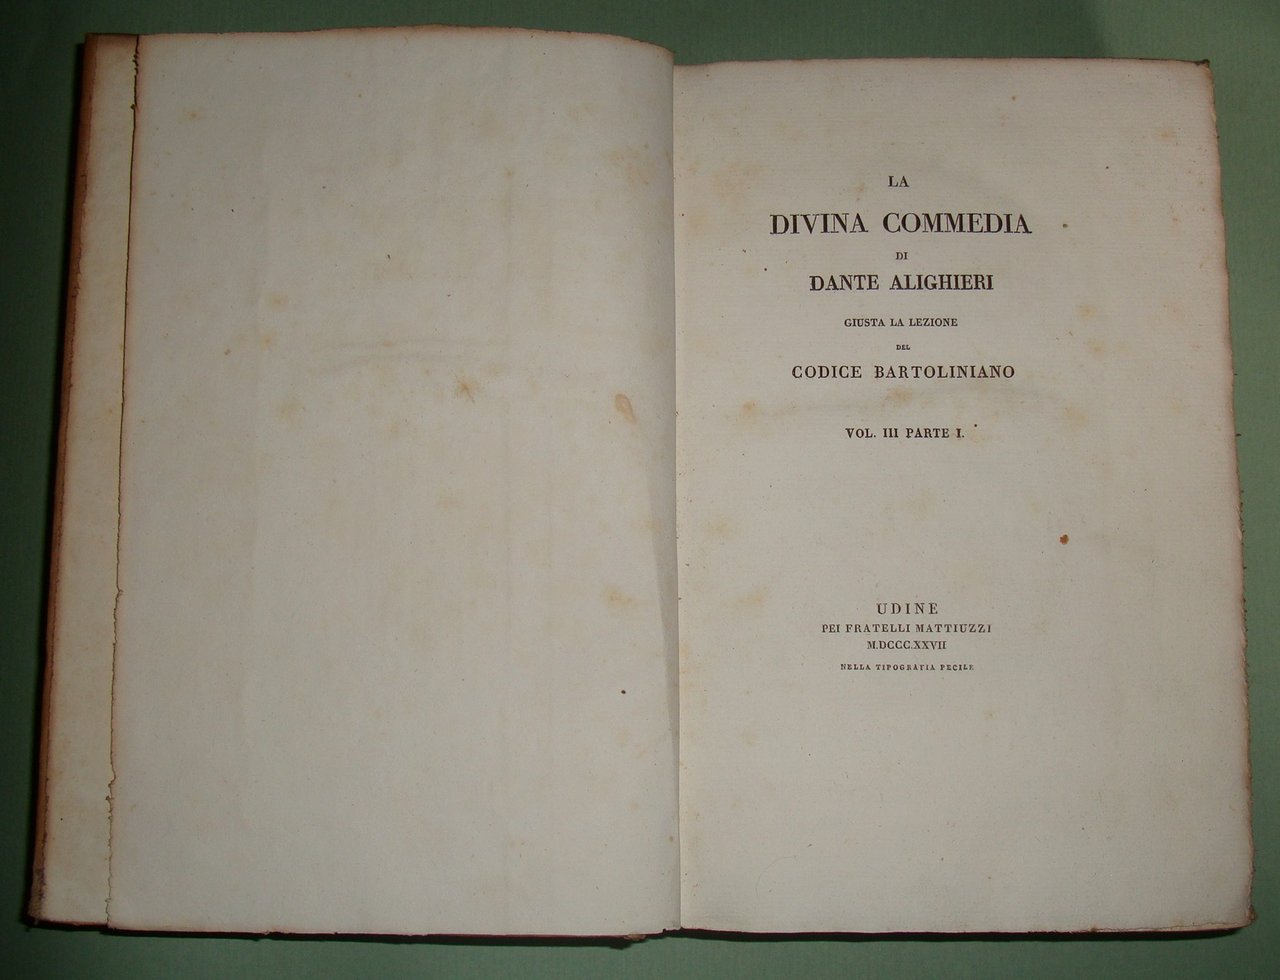 LA
DIVINA COMMEDIA
DI
DANTE ALIGHIERI
GIUSTA LA LEZIONE
DEL
CODICE BARTOLINIANO
VOL. III PARTE I.
UDINE
PEI FRATELLI MATTIUZZI
M.DCCC.XXVII
NELLA TIPOGRAFIA PECILE